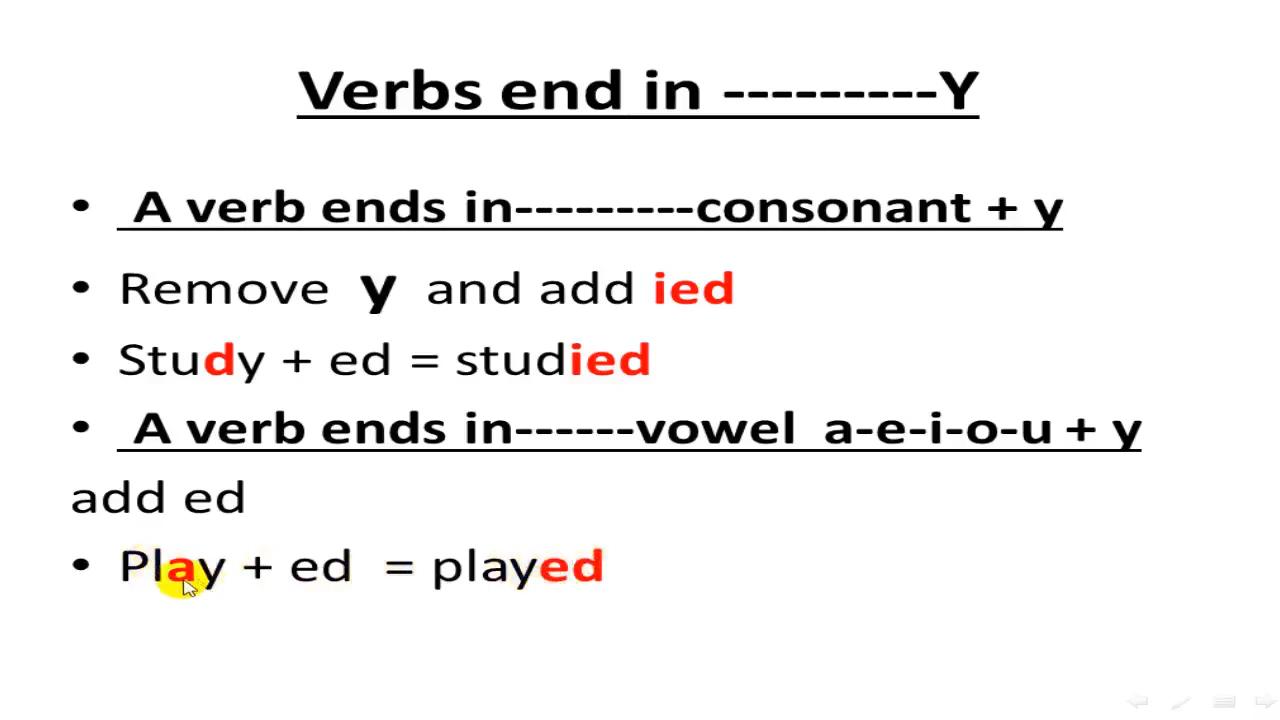 Verbs end in ---------Y
• A verb ends in---------consonant + y
• Remove y and add ied
• Study + ed = studied
• A verb ends in------vowel a-e-i-o-u + y
add ed
• Play + ed = played